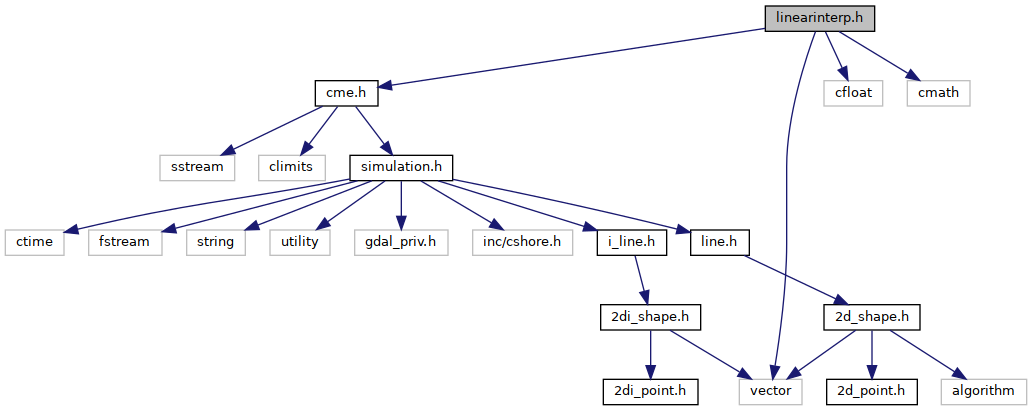 linearinterp.h
cme.h
cfloat
cmath
sstream
climits
simulation.h
ctime
fstream
string
utility
gdal_priv.h
inc/cshore.h
i_line.h
line.h
2di_shape.h
2d_shape.h
2di_point.h
vector
2d_point.h
algorithm